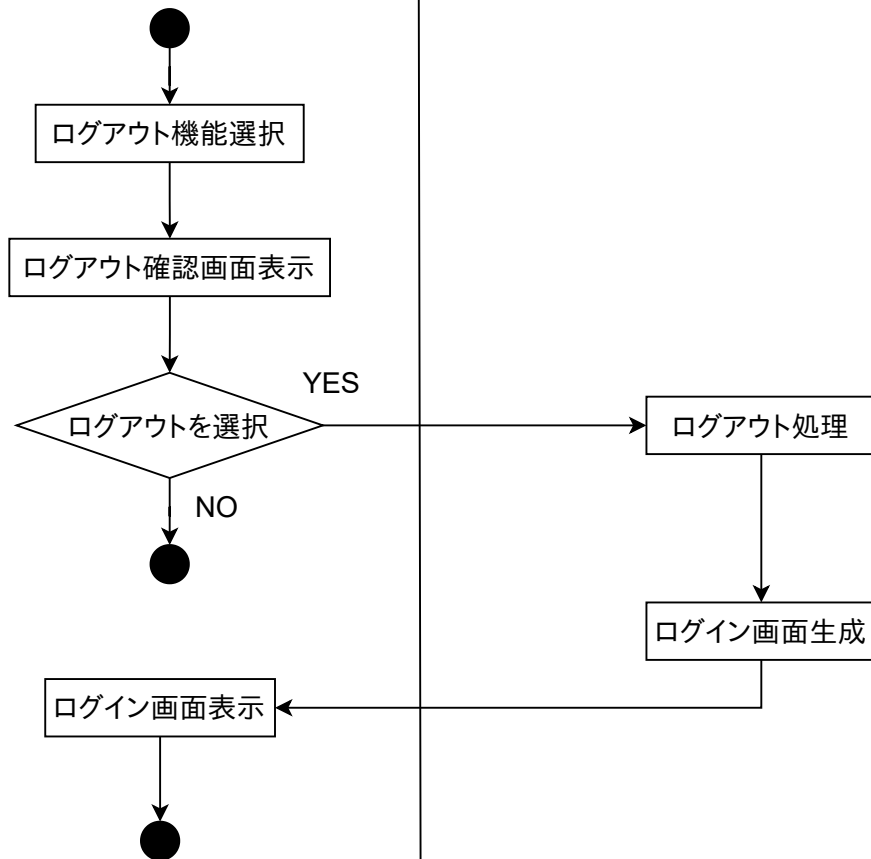 ログアウト機能選択
ログアウト確認画面表示
YES
ログアウトを選択
ログアウト処理
NO
ログイン画面生成
ログイン画面表示